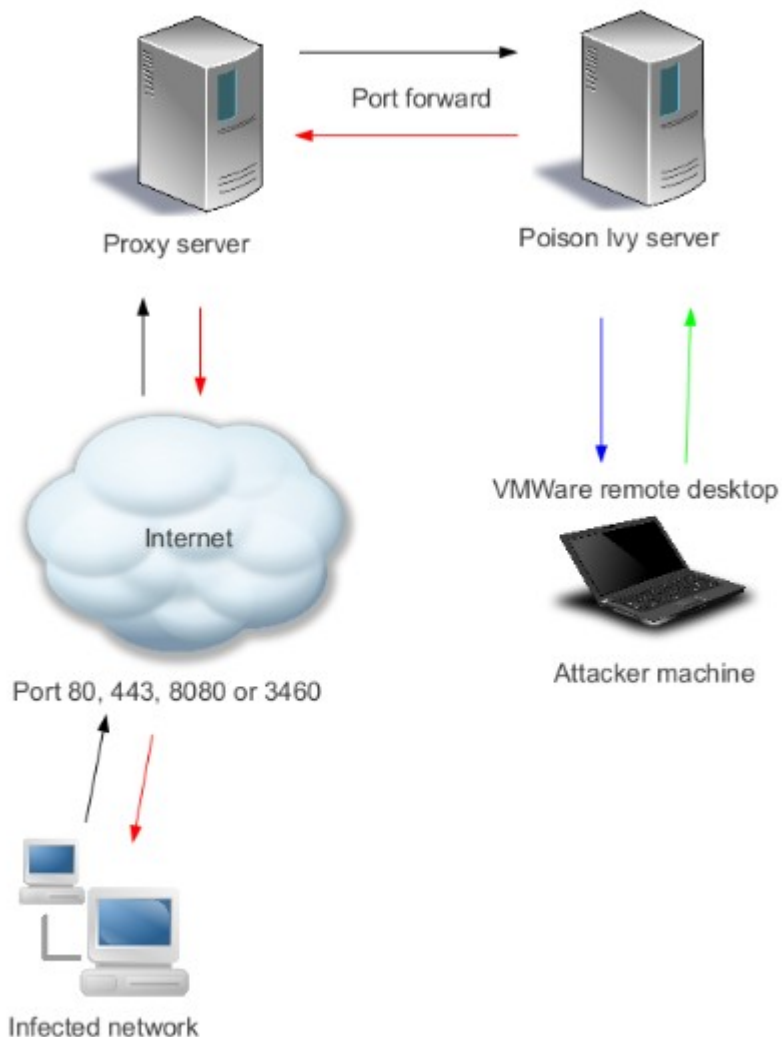 Port forward
Proxy server
Poison Ivy server
VMWare remote desktop
Internet
Attacker machine
Port 80, 443, 8080 or 3460
Infected network